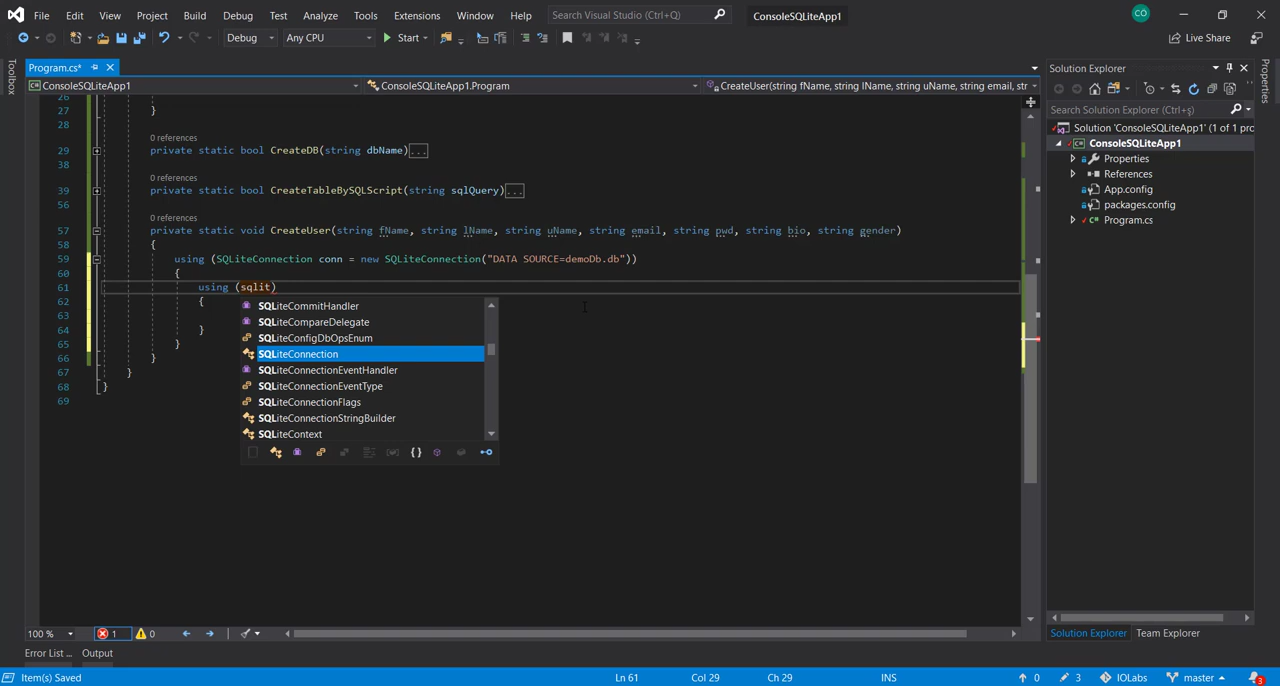 File Edit View Project Build Debug Test Analyze Tools Extensions Window Help Search Visual Studio (Ctrl+Q) ConsoleSQLiteApp1 CO
Debug Any CPU Start Live Share
Toolbox
Program.cs*
ConsoleSQLiteApp1 ConsoleSQLiteApp1.Program CreateUser(string fName, string lName, string uName, string email, str
26
27 }
28
0 references
29 private static bool CreateDB(string dbName)...
38
0 references
39 private static bool CreateTableBySQLScript(string sqlQuery)...
56
0 references
57 private static void CreateUser(string fName, string lName, string uName, string email, string pwd, string bio, string gender)
58 {
59 using (SQLiteConnection conn = new SQLiteConnection("DATA SOURCE=demoDb.db"))
60 {
61 using (sqlit)
62 {
63
64 }
65 }
66 }
67 }
68 }
69
SQLiteCommitHandler
SQLiteCompareDelegate
SQLiteConfigDbOpsEnum
SQLiteConnection
SQLiteConnectionEventHandler
SQLiteConnectionEventType
SQLiteConnectionFlags
SQLiteConnectionStringBuilder
SQLiteContext
Solution Explorer
Search Solution Explorer (Ctrl+ş)
Solution 'ConsoleSQLiteApp1' (1 of 1 prc
ConsoleSQLiteApp1
Properties
References
App.config
packages.config
Program.cs
Properties
100 % 1 0
Solution Explorer Team Explorer
Error List ... Output
Item(s) Saved Ln 61 Col 29 Ch 29 INS 0 3 IOLabs master 3